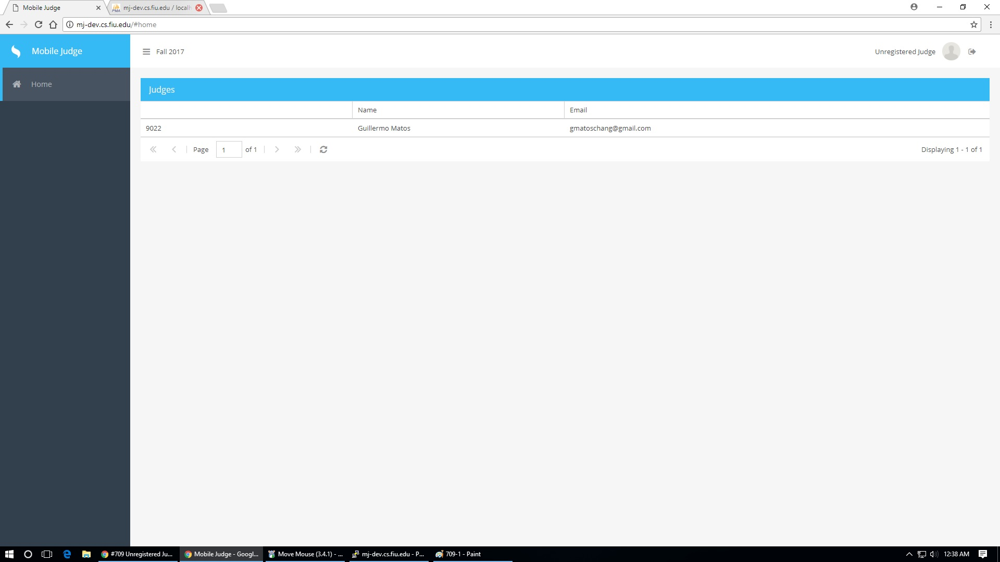 Mobile Judge
mj-dev.cs.fiu.edu / localh
mj-dev.cs.fiu.edu/#home
Mobile Judge
Fall 2017
Unregistered Judge
Home
Judges
Name Email
9022 Guillermo Matos gmatoschang@gmail.com
Page 1 of 1
Displaying 1 - 1 of 1
#709 Unregistered Ju...
Mobile Judge - Googl...
Move Mouse (3.4.1) - ...
mj-dev.cs.fiu.edu - P...
709-1 - Paint
12:38 AM